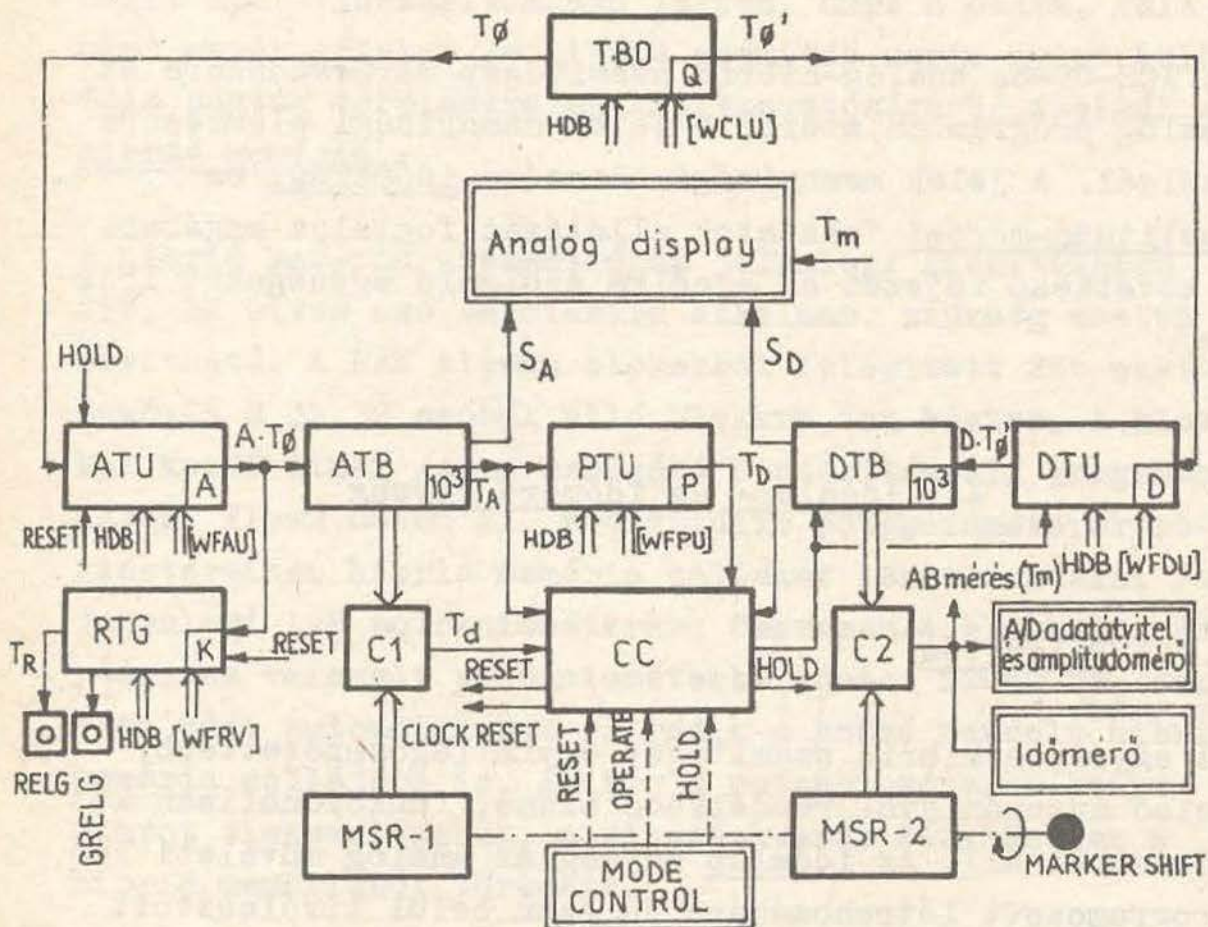 Tø
TBO
Q
Tø'
HDB
[WCLU]
Analóg display
Tm
HOLD
SA
SD
ATU
A
A·Tø
ATB
10³
TA
PTU
P
TD
DTB
10³
D·Tø'
DTU
D
RESET
HDB
[WFAU]
HDB
[WFPU]
HDB
[WFDU]
AB mérés (Tm)
RTG
K
TR
RESET
C1
Td
RESET
CC
HOLD
C2
A/D adatátvitel
és amplitudómérő
CLOCK RESET
HDB
[WFRV]
RELG
GRELG
RESET
OPERATE
HOLD
Időmérő
MSR-1
MSR-2
MARKER SHIFT
MODE
CONTROL